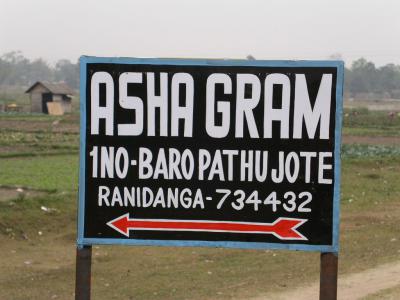 ASHA GRAM
1NO-BARO PATHU JOTE
RANIDANGA-734432